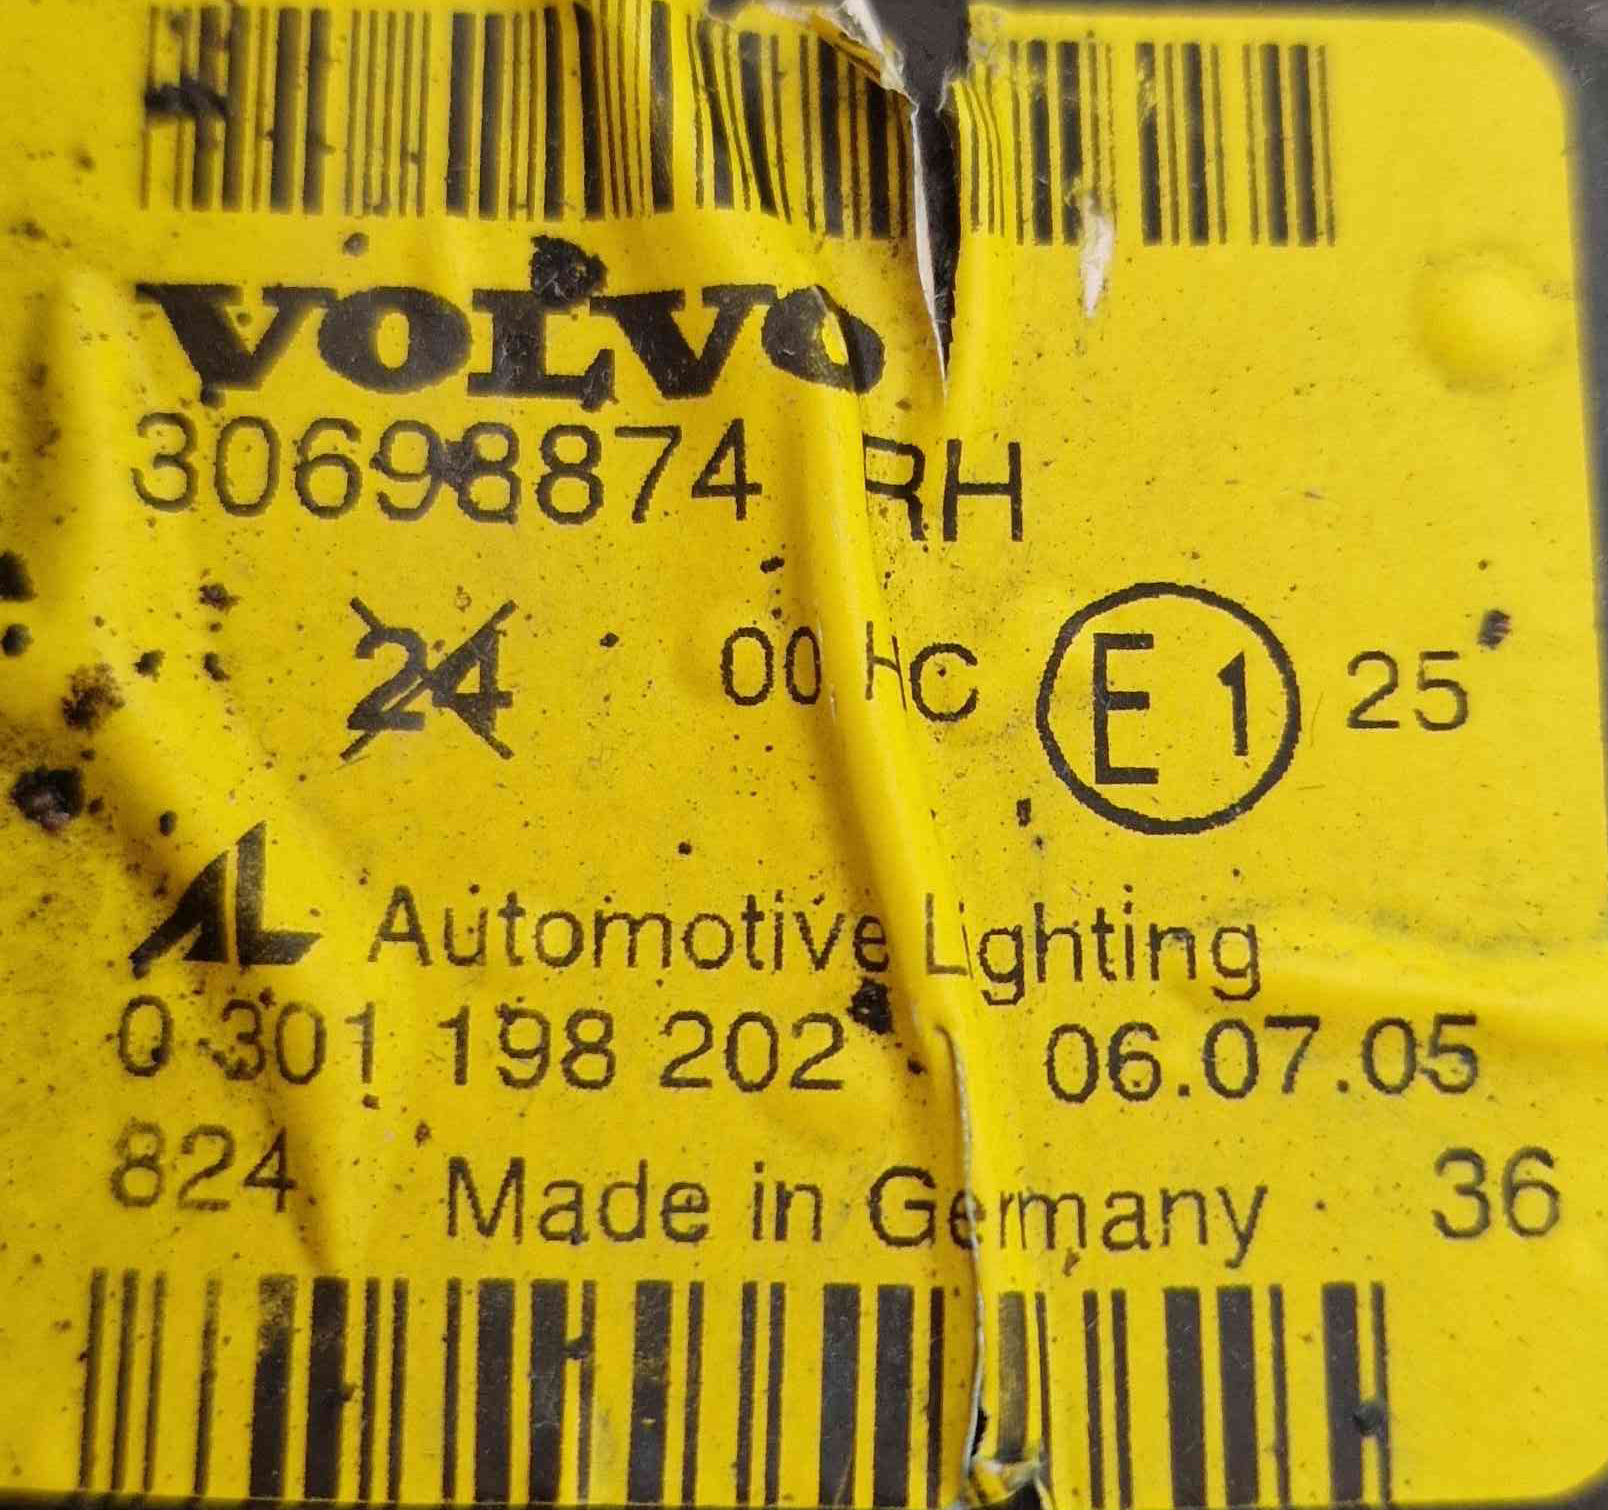 VOLVO
30698874 RH
24 00 HC E1 25
AL Automotive Lighting
0 301 198 202 06.07.05
824 Made in Germany 36